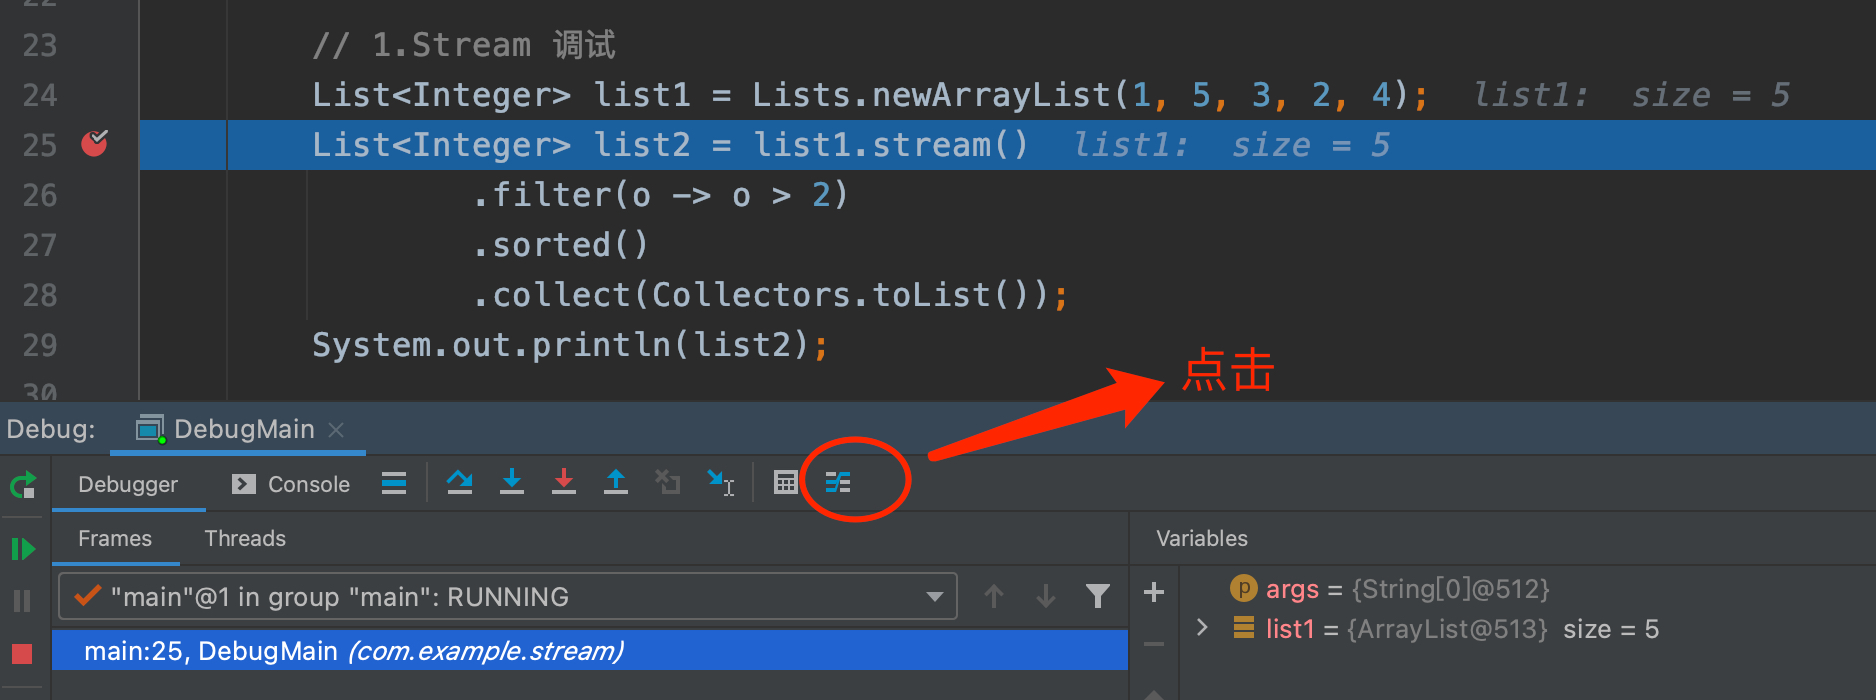 22
23 // 1.Stream 调试
24 List<Integer> list1 = Lists.newArrayList(1, 5, 3, 2, 4); list1: size = 5
25 List<Integer> list2 = list1.stream() list1: size = 5
26 .filter(o -> o > 2)
27 .sorted()
28 .collect(Collectors.toList());
29 System.out.println(list2);
30
点击
Debug: DebugMain
Debugger Console
Frames Threads Variables
"main"@1 in group "main": RUNNING
main:25, DebugMain (com.example.stream)
p args = {String[0]@512}
list1 = {ArrayList@513} size = 5